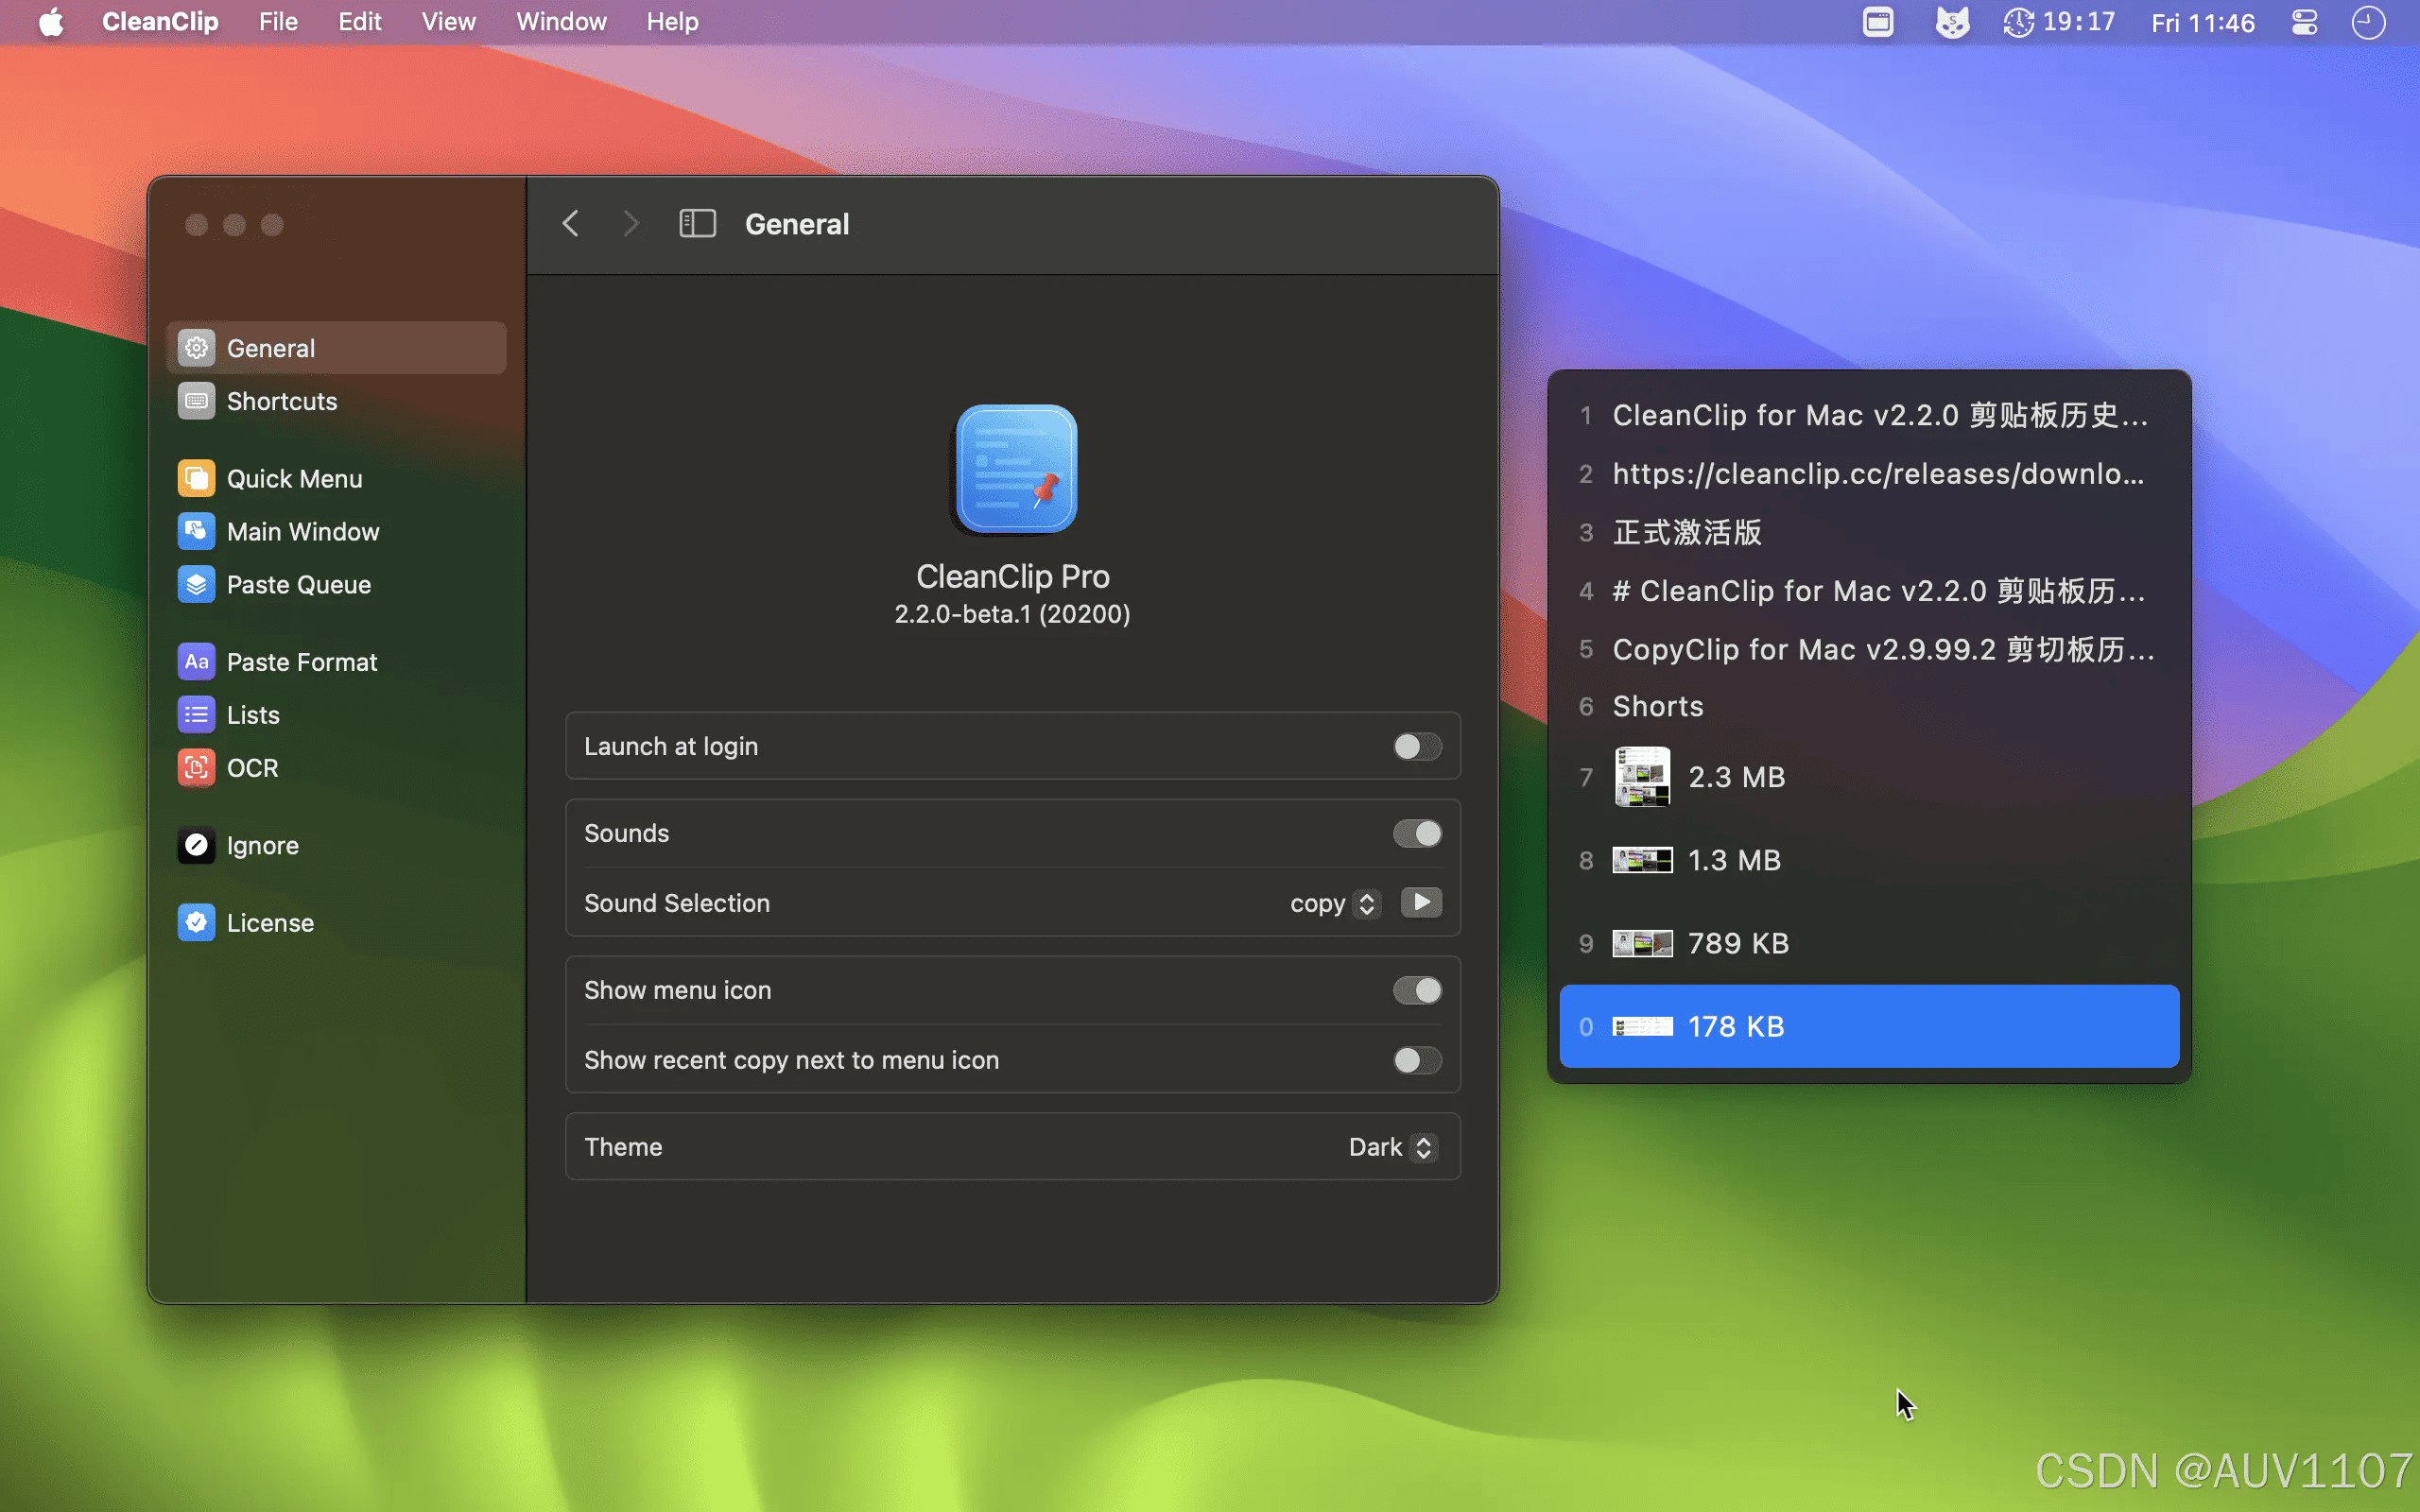 CleanClip File Edit View Window Help 19:17 Fri 11:46
General
General
Shortcuts
Quick Menu
Main Window
Paste Queue
Aa Paste Format
Lists
OCR
Ignore
License
CleanClip Pro
2.2.0-beta.1 (20200)
Launch at login
Sounds
Sound Selection copy
Show menu icon
Show recent copy next to menu icon
Theme Dark
1 CleanClip for Mac v2.2.0 剪贴板历史...
2 https://cleanclip.cc/releases/downlo...
3 正式激活版
4 # CleanClip for Mac v2.2.0 剪贴板历...
5 CopyClip for Mac v2.9.99.2 剪切板历...
6 Shorts
7 2.3 MB
8 1.3 MB
9 789 KB
0 178 KB
CSDN @AUV1107